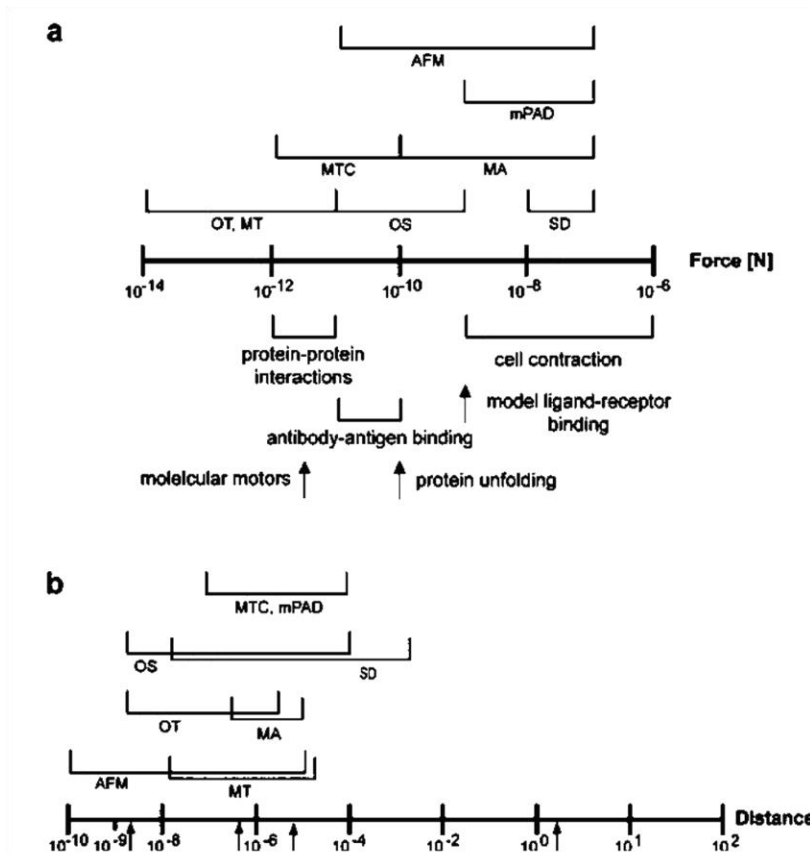 a
AFM
mPAD
MTC MA
OT, MT OS SD
Force [N]
10-14 10-12 10-10 10-8 10-6
protein-protein
interactions
cell contraction
model ligand-receptor
binding
antibody-antigen binding
molelcular motors
protein unfolding
b
MTC, mPAD
OS SD
OT MA
AFM MT
Distance
10-10 10-9 10-8 10-6 10-4 10-2 100 101 102